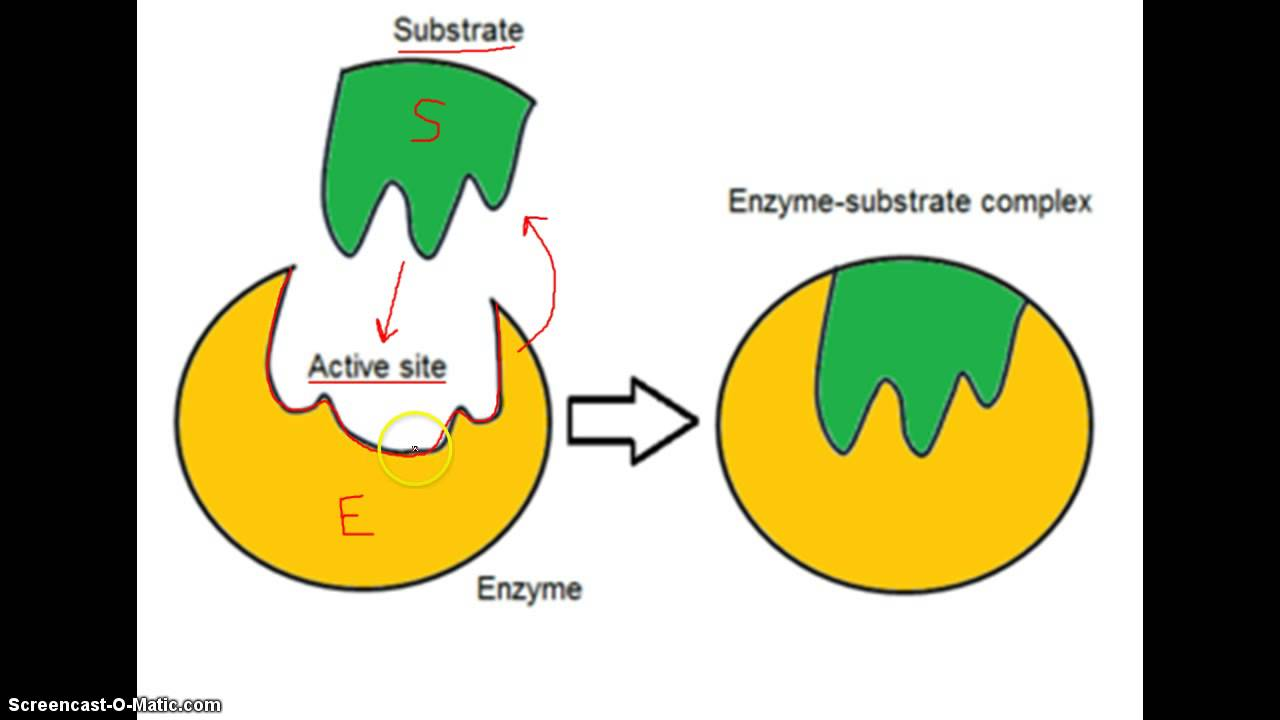 Substrate
S
Enzyme-substrate complex
Active site
E
Enzyme
Screencast-O-Matic.com